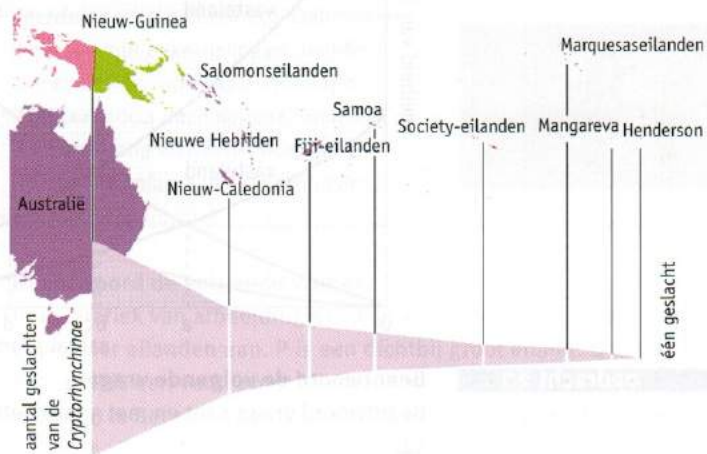 Nieuw-Guinea
Marquesaseilanden
Salomonseilanden
Samoa
Society-eilanden
Mangareva
Henderson
Nieuwe Hebriden
Fiji-eilanden
Nieuw-Caledonia
Australië
aantal geslachten
van de
Cryptorhynchinae
één geslacht